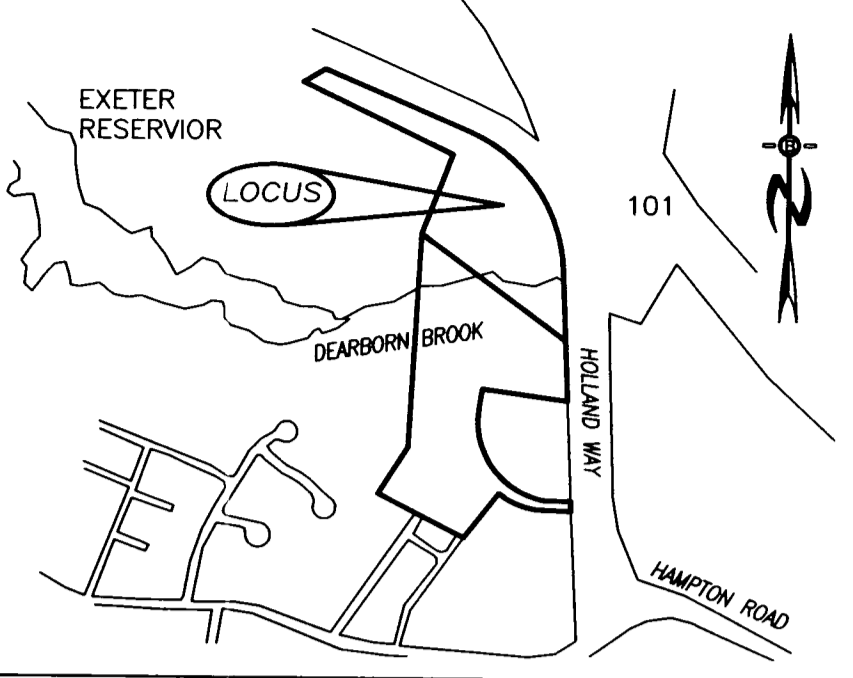 EXETER
RESERVIOR
LOCUS
101
DEARBORN BROOK
HOLLAND WAY
HAMPTON ROAD
B
N